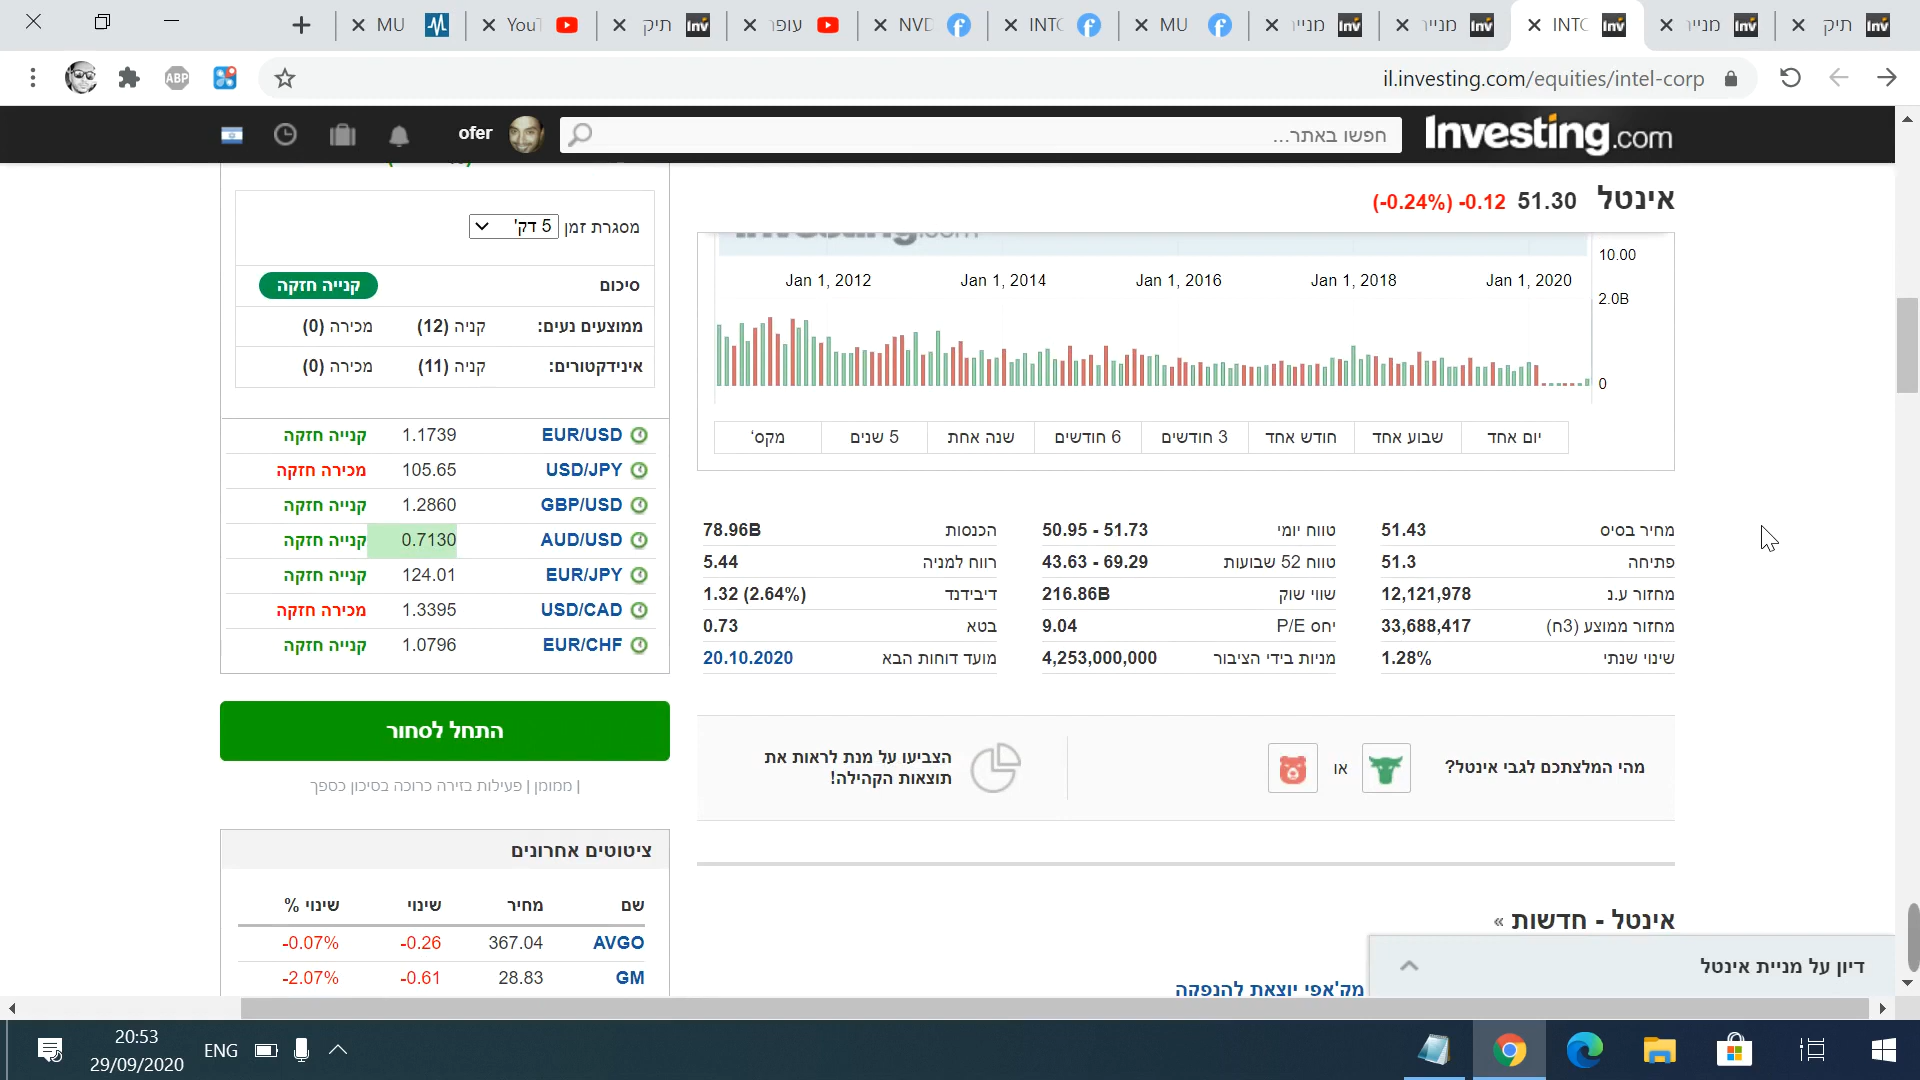 MU
YouT
תיק
עופר
NVD
INTC
MU
מניי
מניי
INTC
מניי
תיק
ABP
il.investing.com/equities/intel-corp
ofer
חפשו באתר...
Investing.com
אינטל 51.30 -0.12 (-0.24%)
10.00
Jan 1, 2012 Jan 1, 2014 Jan 1, 2016 Jan 1, 2018 Jan 1, 2020
2.0B
0
יום אחד שבוע אחד חודש אחד 3 חודשים 6 חודשים שנה אחת 5 שנים מקס'
מחיר בסיס 51.43
פתיחה 51.3
מחזור ע.נ 12,121,978
מחזור ממוצע (3ח) 33,688,417
שינוי שנתי 1.28%
טווח יומי 50.95 - 51.73
טווח 52 שבועות 43.63 - 69.29
שווי שוק 216.86B
יחס P/E 9.04
מניות בידי הציבור 4,253,000,000
הכנסות 78.96B
רווח למניה 5.44
דיבידנד 1.32 (2.64%)
בטא 0.73
מועד דוחות הבא 20.10.2020
מהי המלצתכם לגבי אינטל?
או
הצביעו על מנת לראות את
תוצאות הקהילה!
אינטל - חדשות »
מק'אפי יוצאת להנפקה
דיון על מניית אינטל
מסגרת זמן 5 דק'
סיכום קנייה חזקה
ממוצעים נעים: קניה (12) מכירה (0)
אינדיקטורים: קניה (11) מכירה (0)
EUR/USD 1.1739 קנייה חזקה
USD/JPY 105.65 מכירה חזקה
GBP/USD 1.2860 קנייה חזקה
AUD/USD 0.7130 קנייה חזקה
EUR/JPY 124.01 קנייה חזקה
USD/CAD 1.3395 מכירה חזקה
EUR/CHF 1.0796 קנייה חזקה
התחל לסחור
| ממומן | פעילות בזירה כרוכה בסיכון כספך
ציטוטים אחרונים
שם מחיר שינוי שינוי %
AVGO 367.04 -0.26 -0.07%
GM 28.83 -0.61 -2.07%
20:53
29/09/2020
ENG